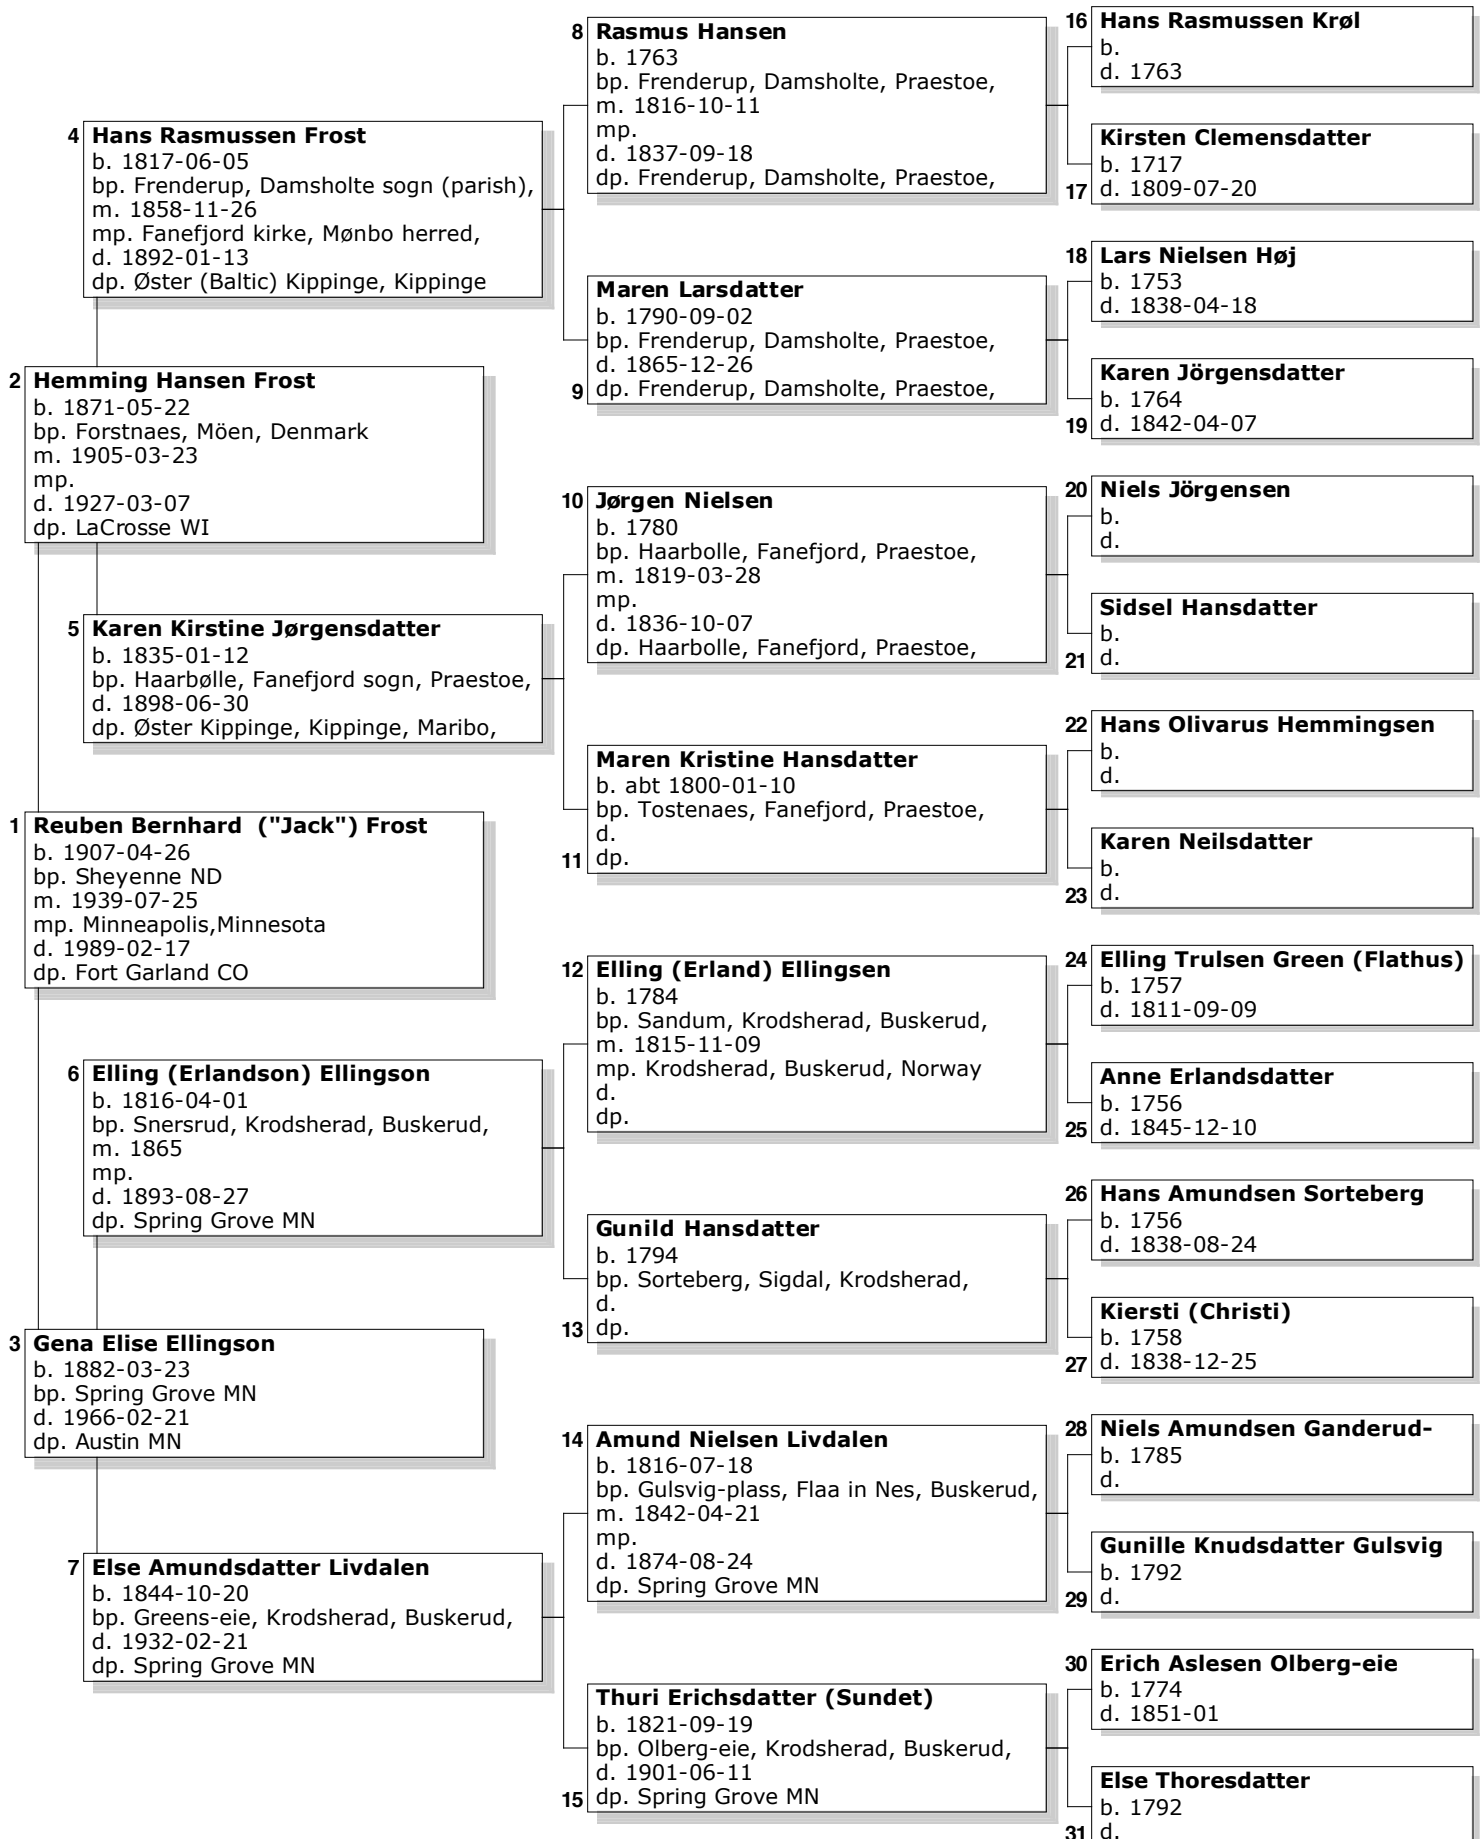 8 Rasmus Hansen
b. 1763
bp. Frenderup, Damsholte, Praestoe,
m. 1816-10-11
mp.
d. 1837-09-18
dp. Frenderup, Damsholte, Praestoe,
16 Hans Rasmussen Krøl
b.
d. 1763
Kirsten Clemensdatter
b. 1717
17 d. 1809-07-20
4 Hans Rasmussen Frost
b. 1817-06-05
bp. Frenderup, Damsholte sogn (parish),
m. 1858-11-26
mp. Fanefjord kirke, Mønbo herred,
d. 1892-01-13
dp. Øster (Baltic) Kippinge, Kippinge
Maren Larsdatter
b. 1790-09-02
bp. Frenderup, Damsholte, Praestoe,
d. 1865-12-26
9 dp. Frenderup, Damsholte, Praestoe,
18 Lars Nielsen Høj
b. 1753
d. 1838-04-18
Karen Jörgensdatter
b. 1764
19 d. 1842-04-07
2 Hemming Hansen Frost
b. 1871-05-22
bp. Forstnaes, Möen, Denmark
m. 1905-03-23
mp.
d. 1927-03-07
dp. LaCrosse WI
10 Jørgen Nielsen
b. 1780
bp. Haarbolle, Fanefjord, Praestoe,
m. 1819-03-28
mp.
d. 1836-10-07
dp. Haarbolle, Fanefjord, Praestoe,
20 Niels Jörgensen
b.
d.
Sidsel Hansdatter
b.
21 d.
5 Karen Kirstine Jørgensdatter
b. 1835-01-12
bp. Haarbølle, Fanefjord sogn, Praestoe,
d. 1898-06-30
dp. Øster Kippinge, Kippinge, Maribo,
Maren Kristine Hansdatter
b. abt 1800-01-10
bp. Tostenaes, Fanefjord, Praestoe,
d.
11 dp.
22 Hans Olivarus Hemmingsen
b.
d.
Karen Neilsdatter
b.
23 d.
1 Reuben Bernhard ("Jack") Frost
b. 1907-04-26
bp. Sheyenne ND
m. 1939-07-25
mp. Minneapolis,Minnesota
d. 1989-02-17
dp. Fort Garland CO
12 Elling (Erland) Ellingsen
b. 1784
bp. Sandum, Krodsherad, Buskerud,
m. 1815-11-09
mp. Krodsherad, Buskerud, Norway
d.
dp.
24 Elling Trulsen Green (Flathus)
b. 1757
d. 1811-09-09
Anne Erlandsdatter
b. 1756
25 d. 1845-12-10
6 Elling (Erlandson) Ellingson
b. 1816-04-01
bp. Snersrud, Krodsherad, Buskerud,
m. 1865
mp.
d. 1893-08-27
dp. Spring Grove MN
Gunild Hansdatter
b. 1794
bp. Sorteberg, Sigdal, Krodsherad,
d.
13 dp.
26 Hans Amundsen Sorteberg
b. 1756
d. 1838-08-24
Kiersti (Christi)
b. 1758
27 d. 1838-12-25
3 Gena Elise Ellingson
b. 1882-03-23
bp. Spring Grove MN
d. 1966-02-21
dp. Austin MN
14 Amund Nielsen Livdalen
b. 1816-07-18
bp. Gulsvig-plass, Flaa in Nes, Buskerud,
m. 1842-04-21
mp.
d. 1874-08-24
dp. Spring Grove MN
28 Niels Amundsen Ganderud-
b. 1785
d.
Gunille Knudsdatter Gulsvig
b. 1792
29 d.
7 Else Amundsdatter Livdalen
b. 1844-10-20
bp. Greens-eie, Krodsherad, Buskerud,
d. 1932-02-21
dp. Spring Grove MN
Thuri Erichsdatter (Sundet)
b. 1821-09-19
bp. Olberg-eie, Krodsherad, Buskerud,
d. 1901-06-11
15 dp. Spring Grove MN
30 Erich Aslesen Olberg-eie
b. 1774
d. 1851-01
Else Thoresdatter
b. 1792
31 d.